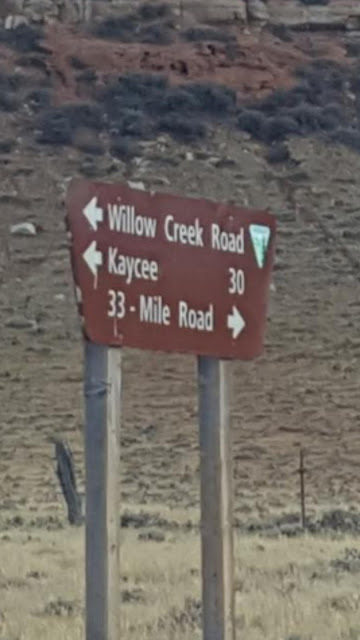 Willow Creek Road
Kaycee 30
33 - Mile Road